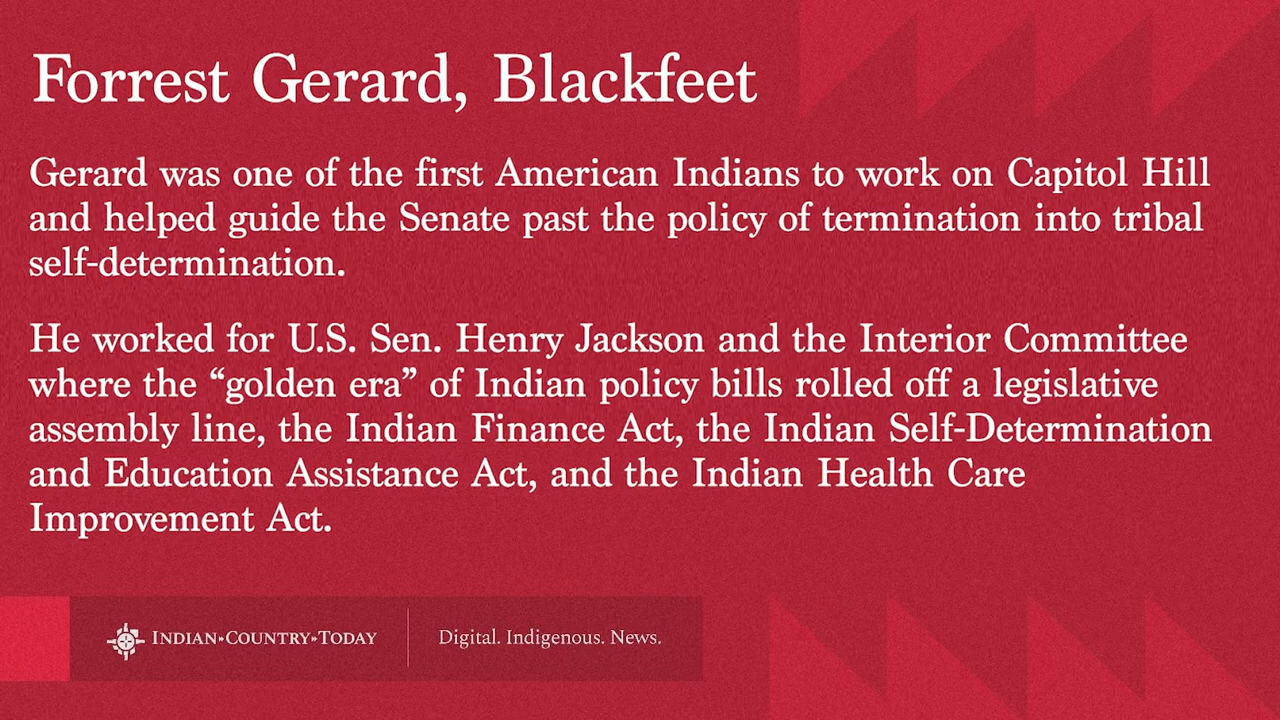 Forrest Gerard, Blackfeet
Gerard was one of the first American Indians to work on Capitol Hill
and helped guide the Senate past the policy of termination into tribal
self-determination.
He worked for U.S. Sen. Henry Jackson and the Interior Committee
where the “golden era” of Indian policy bills rolled off a legislative
assembly line, the Indian Finance Act, the Indian Self-Determination
and Education Assistance Act, and the Indian Health Care
Improvement Act.
INDIAN COUNTRY TODAY
Digital. Indigenous. News.